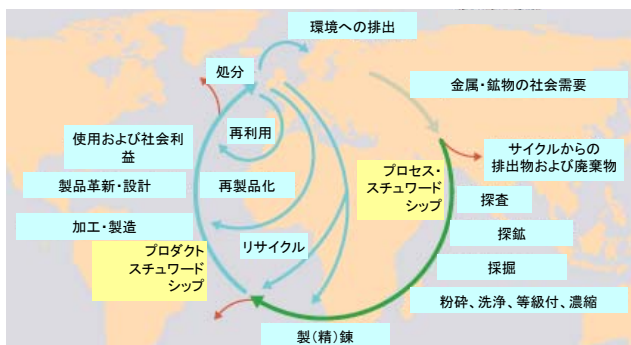 環境への排出
処分
金属・鉱物の社会需要
再利用
使用および社会利
益
サイクルからの
排出物および廃棄物
プロセス・
スチュワード
シップ
製品革新・設計
再製品化
探査
加工・製造
探鉱
リサイクル
プロダクト
スチュワード
シップ
採掘
粉砕、洗浄、等級付、濃縮
製(精)錬